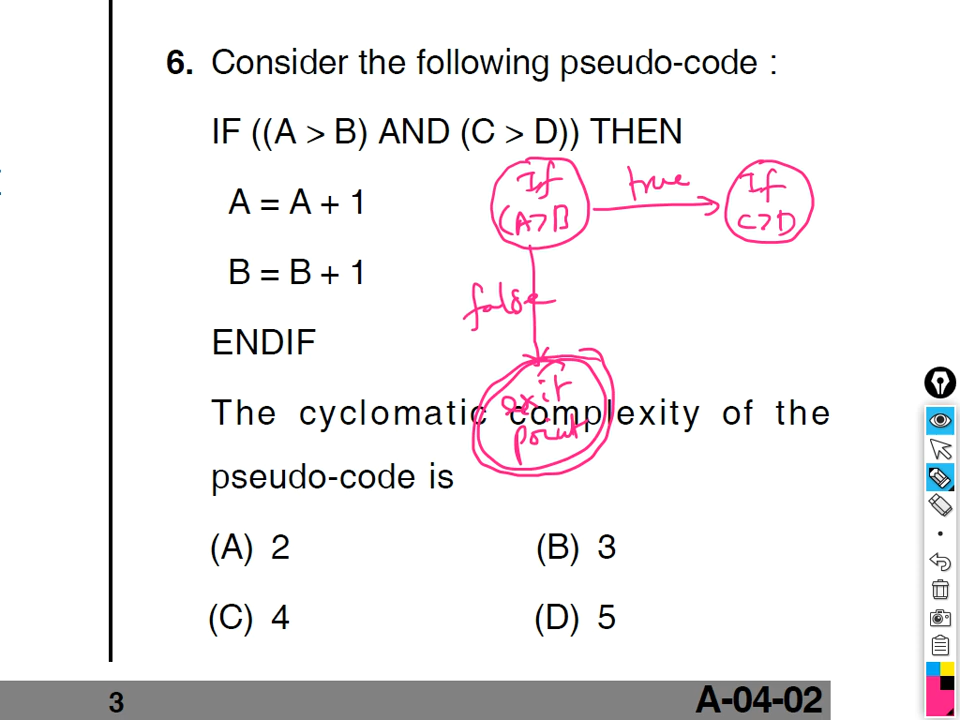 6. Consider the following pseudo-code :
IF ((A > B) AND (C > D)) THEN
If
(A>B
true
If
C>D
A = A + 1
B = B + 1
false
ENDIF
exit
point
The cyclomatic complexity of the
pseudo-code is
(A) 2
(B) 3
(C) 4
(D) 5
3
A-04-02